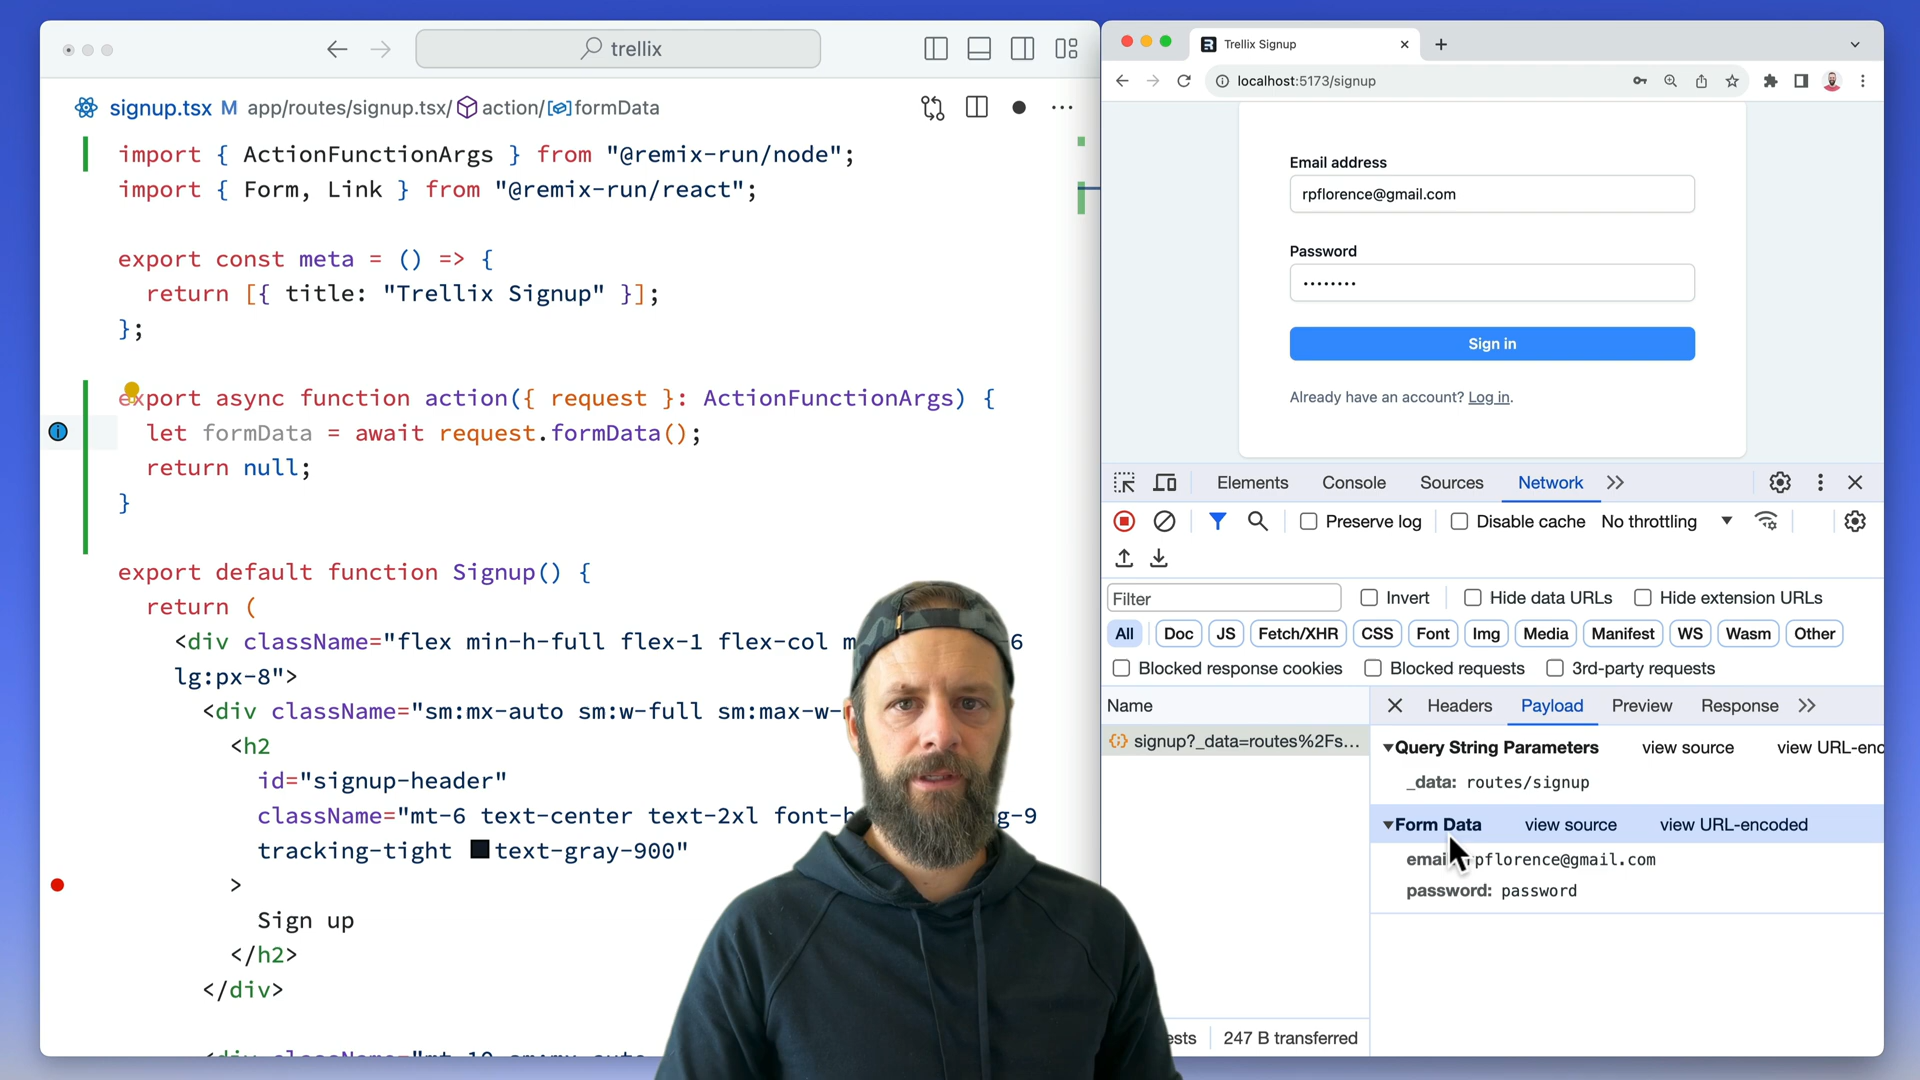 trellix
signup.tsx M app/routes/signup.tsx/ action/ formData
import { ActionFunctionArgs } from "@remix-run/node";
import { Form, Link } from "@remix-run/react";
export const meta = () => {
return [{ title: "Trellix Signup" }];
};
export async function action({ request }: ActionFunctionArgs) {
let formData = await request.formData();
return null;
}
export default function Signup() {
return (
<div className="flex min-h-full flex-1 flex-col m 6
lg:px-8">
<div className="sm:mx-auto sm:w-full sm:max-w-
<h2
id="signup-header"
className="mt-6 text-center text-2xl font- g-9
tracking-tight text-gray-900"
>
Sign up
</h2>
</div>
Trellix Signup
localhost:5173/signup
Email address
rpflorence@gmail.com
Password
••••••••
Sign in
Already have an account? Log in.
Elements Console Sources Network
Preserve log Disable cache No throttling
Filter Invert Hide data URLs Hide extension URLs
All Doc JS Fetch/XHR CSS Font Img Media Manifest WS Wasm Other
Blocked response cookies Blocked requests 3rd-party requests
Name Headers Payload Preview Response
signup?_data=routes%2Fs...
Query String Parameters view source view URL-enc
_data: routes/signup
Form Data view source view URL-encoded
emai pflorence@gmail.com
password: password
ests 247 B transferred